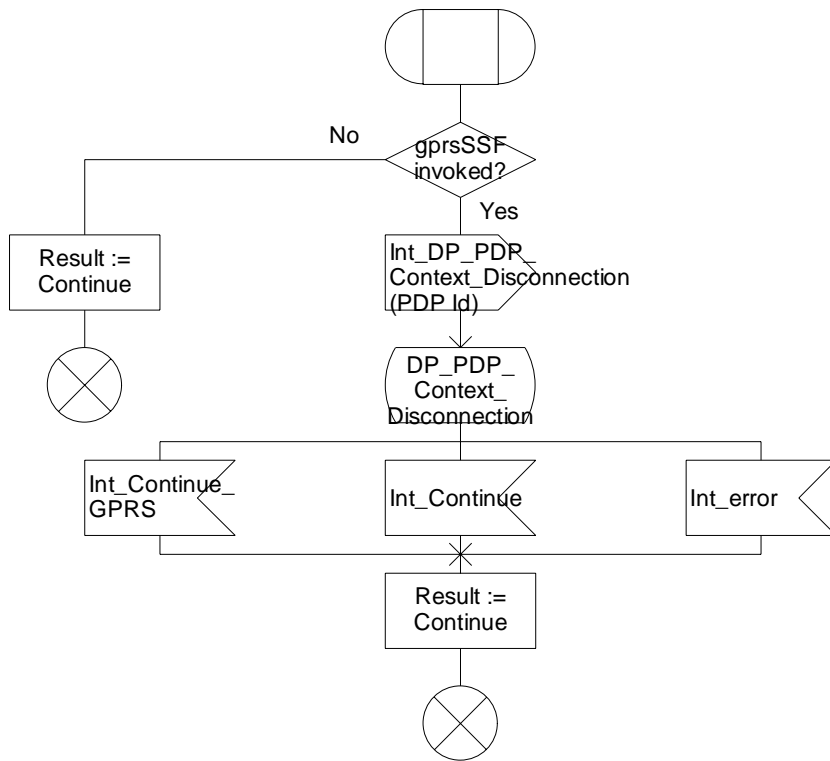 No
gprsSSF
invoked?
Yes
Result :=
Continue
Int_DP_PDP_
Context_Disconnection
(PDP Id)
DP_PDP_
Context_
Disconnection
Int_Continue_
GPRS
Int_Continue
Int_error
Result :=
Continue